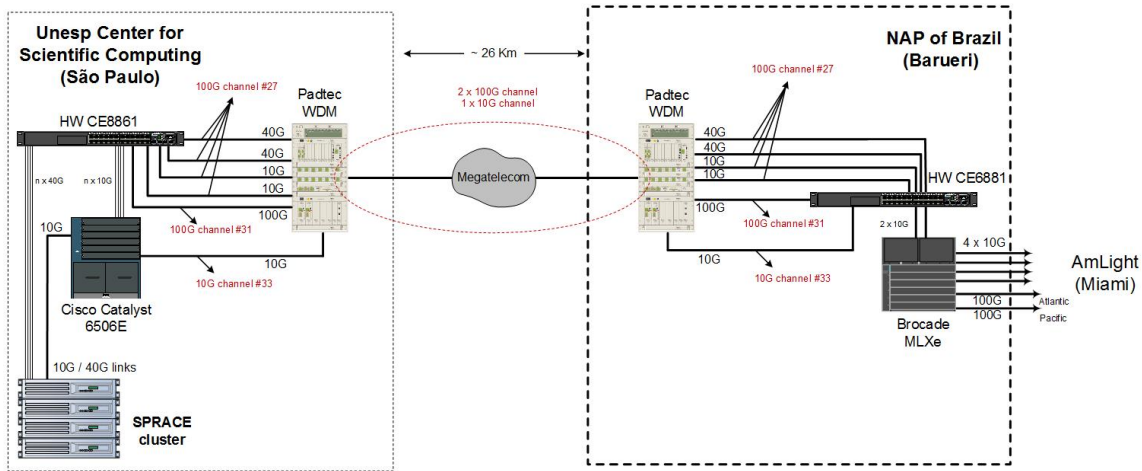 Unesp Center for
Scientific Computing
(São Paulo)
HW CE8861
100G channel #27
Padtec
WDM
40G
40G
10G
10G
100G
n x 40G
n x 10G
100G channel #31
10G
10G
10G channel #33
Cisco Catalyst
6506E
10G / 40G links
SPRACE
cluster
~ 26 Km
2 x 100G channel
1 x 10G channel
Megatelecom
NAP of Brazil
(Barueri)
100G channel #27
Padtec
WDM
40G
40G
10G
10G
HW CE6881
100G
100G channel #31
2 x 10G
10G
10G channel #33
4 x 10G
AmLight
(Miami)
100G
Atlantic
100G
Pacific
Brocade
MLXe